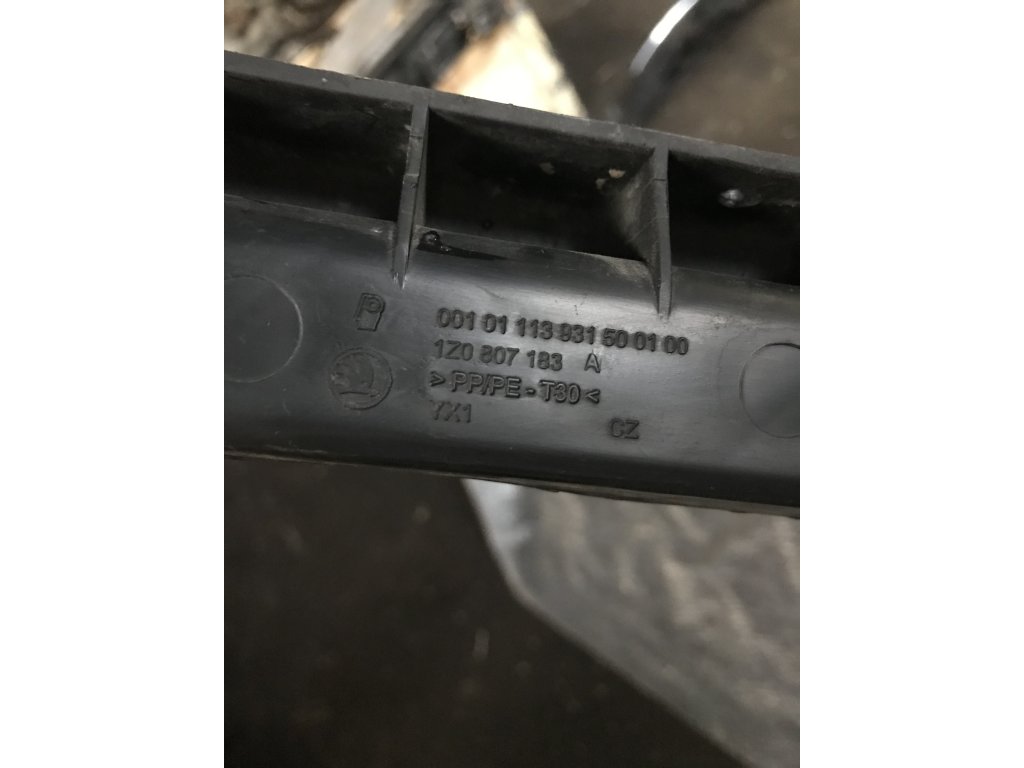 001 01 113 931 50 01 00
1Z0 807 183 A
> PP/PE - T30 <
YX1 CZ